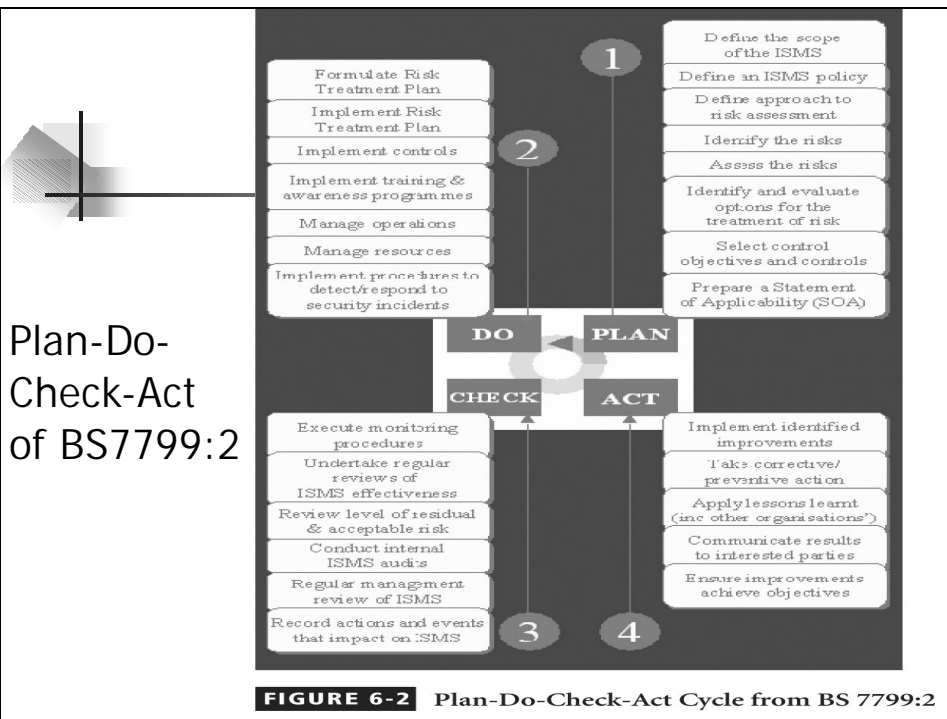 Plan-Do-
Check-Act
of BS7799:2
1
Define the scope
of the ISMS
Define an ISMS policy
Define approach to
risk assessment
Identify the risks
Assess the risks
Identify and evaluate
options for the
treatment of risk
Select control
objectives and controls
Prepare a Statement
of Applicability (SOA)
2
Formulate Risk
Treatment Plan
Implement Risk
Treatment Plan
Implement controls
Implement training &
awareness programmes
Manage operations
Manage resources
Implement procedures to
detect/respond to
security incidents
DO
PLAN
CHECK
ACT
Execute monitoring
procedures
Undertake regular
reviews of
ISMS effectiveness
Review level of residual
& acceptable risk
Conduct internal
ISMS audits
Regular management
review of ISMS
Record actions and events
that impact on ISMS
3
Implement identified
improvements
Take corrective/
preventive action
Apply lessons learnt
(inc other organisations')
Communicate results
to interested parties
Ensure improvements
achieve objectives
4
FIGURE 6-2 Plan-Do-Check-Act Cycle from BS 7799:2